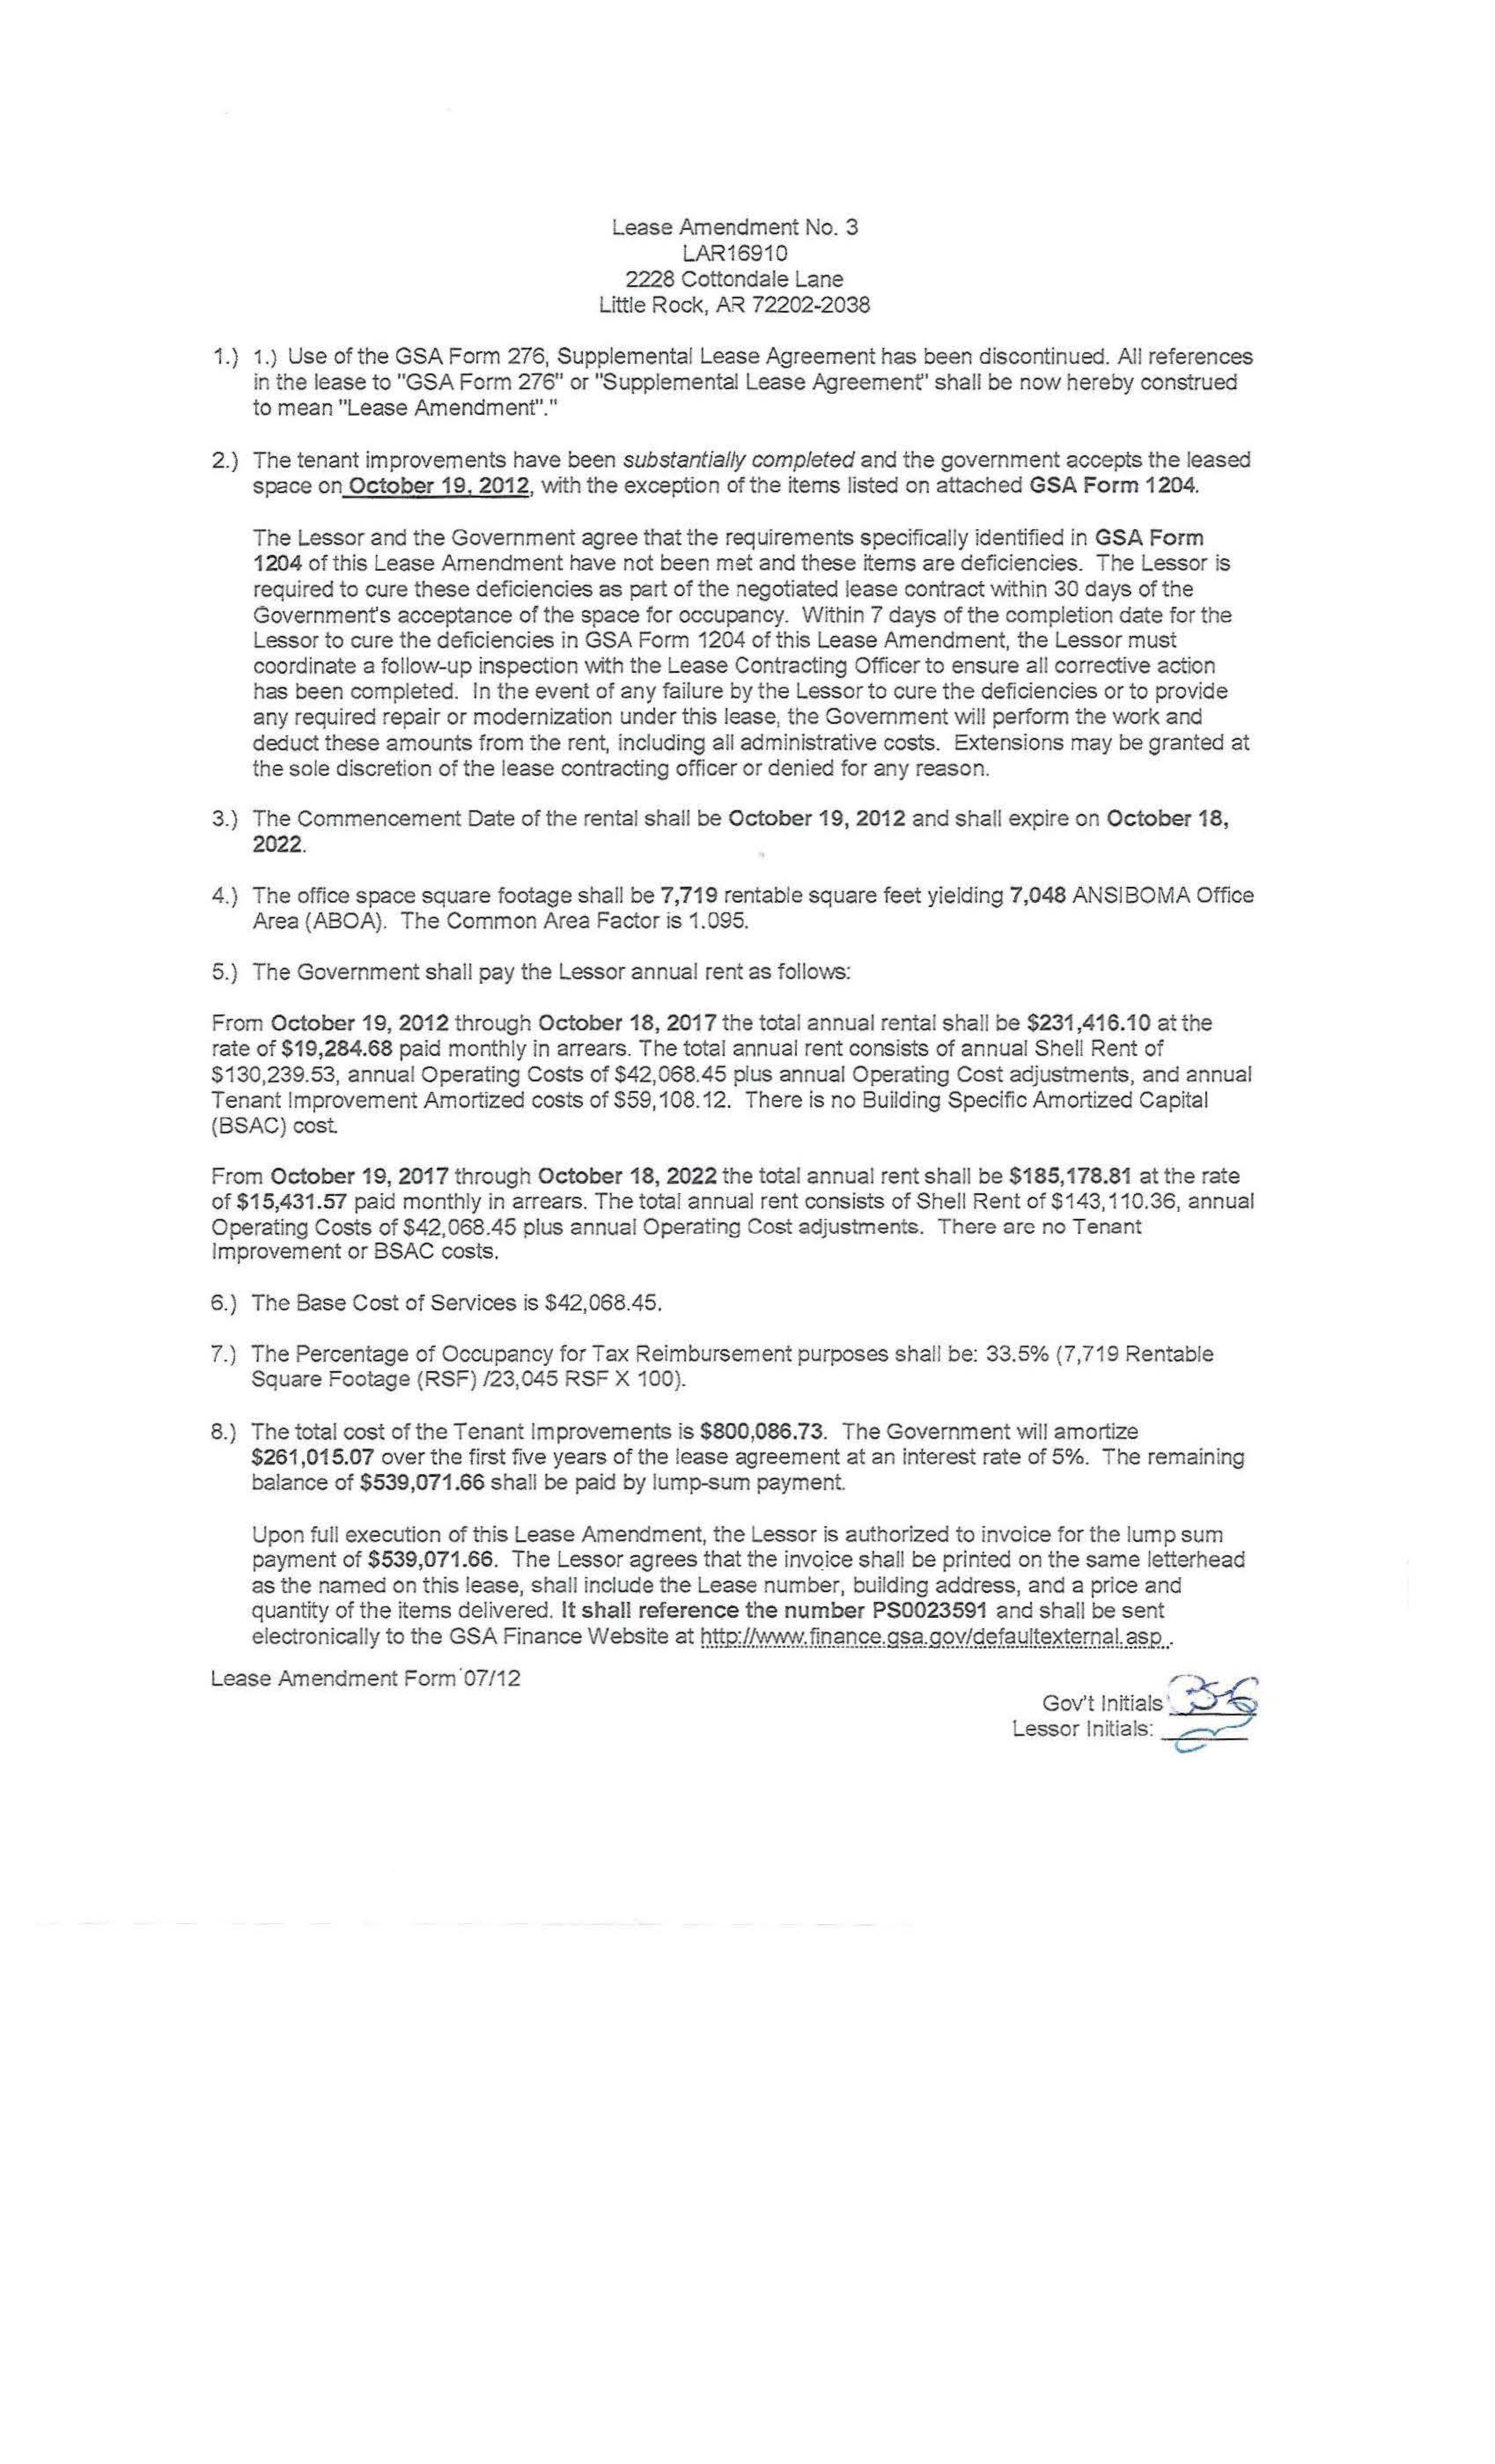 Lease Amendment No. 3
LAR16910
2228 Cottondale Lane
Little Rock, AR 72202-2038
1.) 1.) Use of the GSA Form 276, Supplemental Lease Agreement has been discontinued. All references
in the lease to "GSA Form 276" or "Supplemental Lease Agreement" shall be now hereby construed
to mean "Lease Amendment"."
2.) The tenant improvements have been substantially completed and the government accepts the leased
space on October 19, 2012, with the exception of the items listed on attached GSA Form 1204.
The Lessor and the Government agree that the requirements specifically identified in GSA Form
1204 of this Lease Amendment have not been met and these items are deficiencies. The Lessor is
required to cure these deficiencies as part of the negotiated lease contract within 30 days of the
Government's acceptance of the space for occupancy. Within 7 days of the completion date for the
Lessor to cure the deficiencies in GSA Form 1204 of this Lease Amendment, the Lessor must
coordinate a follow-up inspection with the Lease Contracting Officer to ensure all corrective action
has been completed. In the event of any failure by the Lessor to cure the deficiencies or to provide
any required repair or modernization under this lease, the Government will perform the work and
deduct these amounts from the rent, including all administrative costs. Extensions may be granted at
the sole discretion of the lease contracting officer or denied for any reason.
3.) The Commencement Date of the rental shall be October 19, 2012 and shall expire on October 18,
2022.
4.) The office space square footage shall be 7,719 rentable square feet yielding 7,048 ANSIBOMA Office
Area (ABOA). The Common Area Factor is 1.095.
5.) The Government shall pay the Lessor annual rent as follows:
From October 19, 2012 through October 18, 2017 the total annual rental shall be $231,416.10 at the
rate of $19,284.68 paid monthly in arrears. The total annual rent consists of annual Shell Rent of
$130,239.53, annual Operating Costs of $42,068.45 plus annual Operating Cost adjustments, and annual
Tenant Improvement Amortized costs of $59,108.12. There is no Building Specific Amortized Capital
(BSAC) cost.
From October 19, 2017 through October 18, 2022 the total annual rent shall be $185,178.81 at the rate
of $15,431.57 paid monthly in arrears. The total annual rent consists of Shell Rent of $143,110.36, annual
Operating Costs of $42,068.45 plus annual Operating Cost adjustments. There are no Tenant
Improvement or BSAC costs.
6.) The Base Cost of Services is $42,068.45.
7.) The Percentage of Occupancy for Tax Reimbursement purposes shall be: 33.5% (7,719 Rentable
Square Footage (RSF) /23,045 RSF X 100).
8.) The total cost of the Tenant Improvements is $800,086.73. The Government will amortize
$261,015.07 over the first five years of the lease agreement at an interest rate of 5%. The remaining
balance of $539,071.66 shall be paid by lump-sum payment.
Upon full execution of this Lease Amendment, the Lessor is authorized to invoice for the lump sum
payment of $539,071.66. The Lessor agrees that the invoice shall be printed on the same letterhead
as the named on this lease, shall include the Lease number, building address, and a price and
quantity of the items delivered. It shall reference the number PS0023591 and shall be sent
electronically to the GSA Finance Website at http://www.finance.gsa.gov/defaultexternal.asp .
Lease Amendment Form 07/12
Gov't Initials
Lessor Initials: